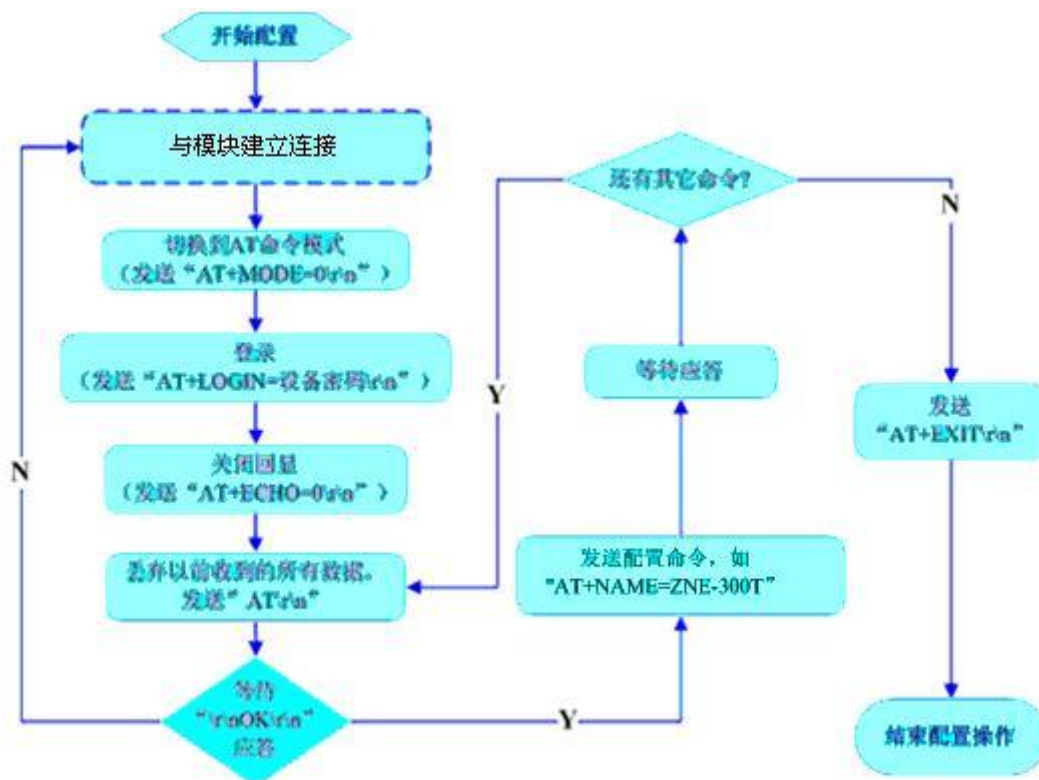 开始配置
与模块建立连接
切换到AT命令模式
（发送“AT+MODE=0\r\n”）
登录
（发送“AT+LOGIN=设备密码\r\n”）
关闭回显
（发送“AT+ECHO=0\r\n”）
丢弃以前收到的所有数据。
发送” AT\r\n”
等待
“\r\nOK\r\n”
应答
N
Y
发送配置命令，如
"AT+NAME=ZNE-300T”
等待应答
还有其它命令?
Y
N
发送
“AT+EXIT\r\n”
结束配置操作